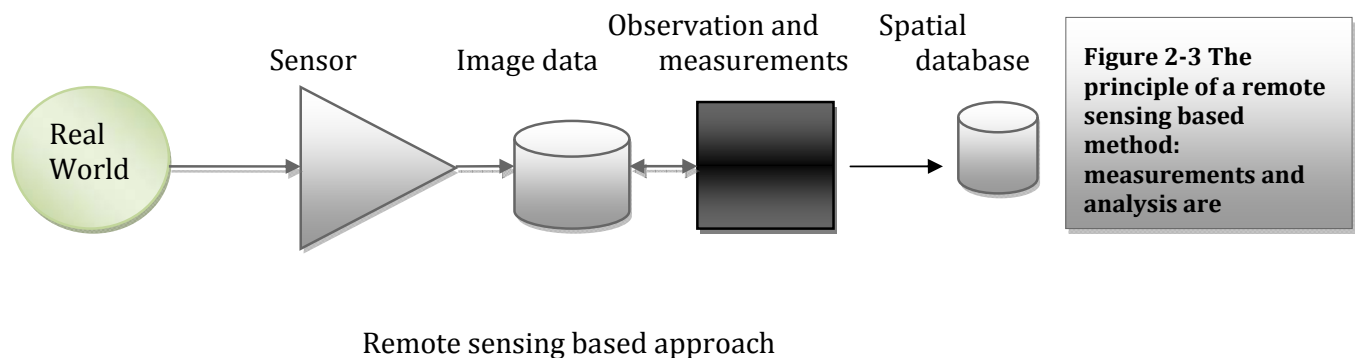 Observation and
measurements
Spatial
database
Sensor
Image data
Real
World
Figure 2-3 The
principle of a remote
sensing based
method:
measurements and
analysis are
Remote sensing based approach